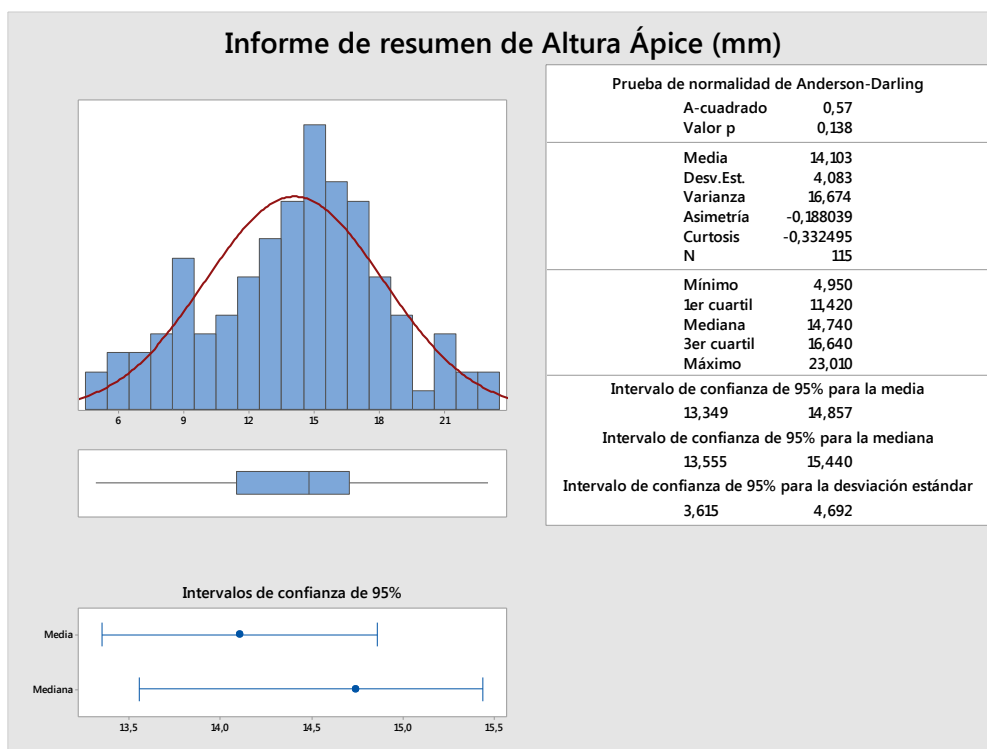 Informe de resumen de Altura Ápice (mm)
6 9 12 15 18 21
Intervalos de confianza de 95%
Media
Mediana
13,5 14,0 14,5 15,0 15,5
Prueba de normalidad de Anderson-Darling
A-cuadrado 0,57
Valor p 0,138
Media 14,103
Desv.Est. 4,083
Varianza 16,674
Asimetría -0,188039
Curtosis -0,332495
N 115
Mínimo 4,950
1er cuartil 11,420
Mediana 14,740
3er cuartil 16,640
Máximo 23,010
Intervalo de confianza de 95% para la media
13,349 14,857
Intervalo de confianza de 95% para la mediana
13,555 15,440
Intervalo de confianza de 95% para la desviación estándar
3,615 4,692